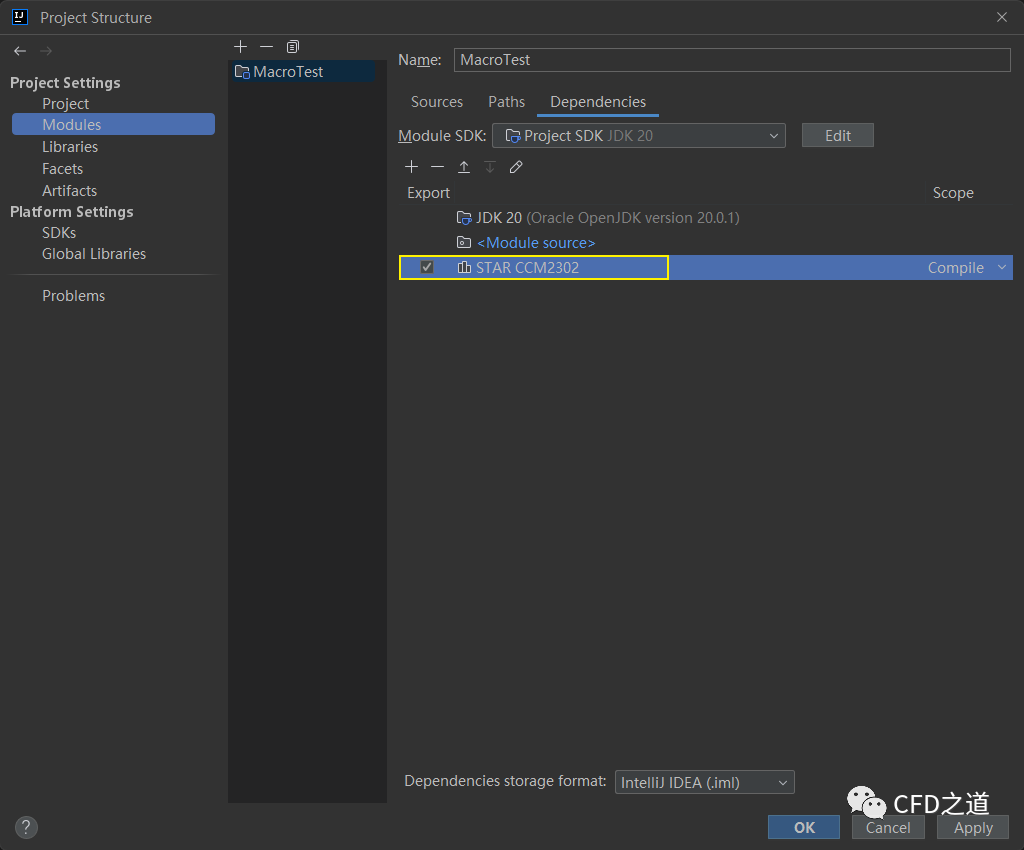 Project Structure
Project Settings
Project
Modules
Libraries
Facets
Artifacts
Platform Settings
SDKs
Global Libraries
Problems
MacroTest
Name: MacroTest
Sources Paths Dependencies
Module SDK: Project SDK JDK 20 Edit
Export Scope
JDK 20 (Oracle OpenJDK version 20.0.1)
<Module source>
STAR CCM2302 Compile
Dependencies storage format: IntelliJ IDEA (.iml)
CFD之道
? OK Cancel Apply